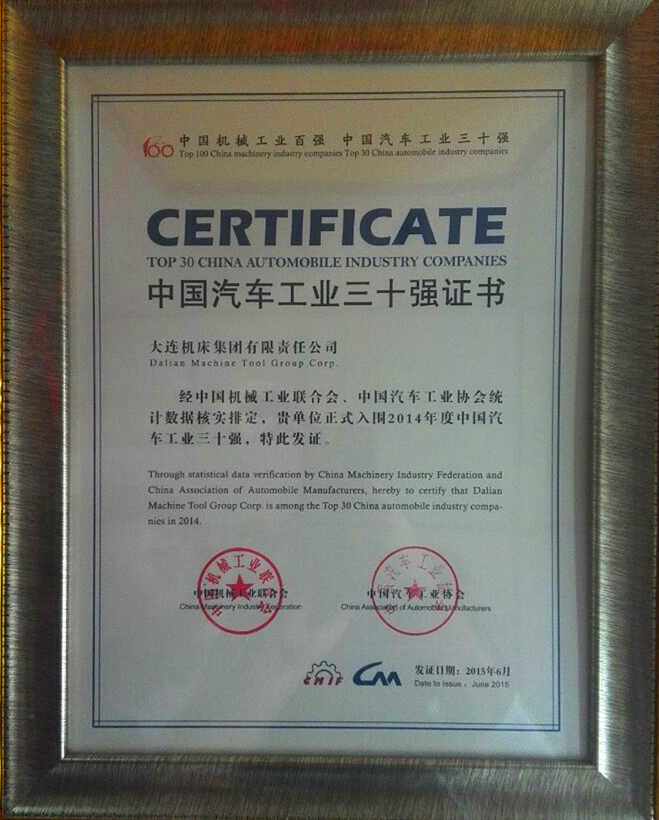 中国机械工业百强 中国汽车工业三十强
Top 100 China machinery industry companies Top 30 China automobile industry companies
CERTIFICATE
TOP 30 CHINA AUTOMOBILE INDUSTRY COMPANIES
中国汽车工业三十强证书
大连机床集团有限责任公司
Dalian Machine Tool Group Corp.
经中国机械工业联合会、中国汽车工业协会统
计数据核实排定，贵单位正式入围2014年度中国汽
车工业三十强，特此发证。
Through statistical data verification by China Machinery Industry Federation and
China Association of Automobile Manufacturers, hereby to certify that Dalian
Machine Tool Group Corp. is among the Top 30 China automobile industry compa-
nies in 2014.
中国机械工业联合会 中国汽车工业协会
China Machinery Industry Federation China Association of Automobile Manufacturers
CMIF 发证日期：2015年6月
Date to Issue：June 2015